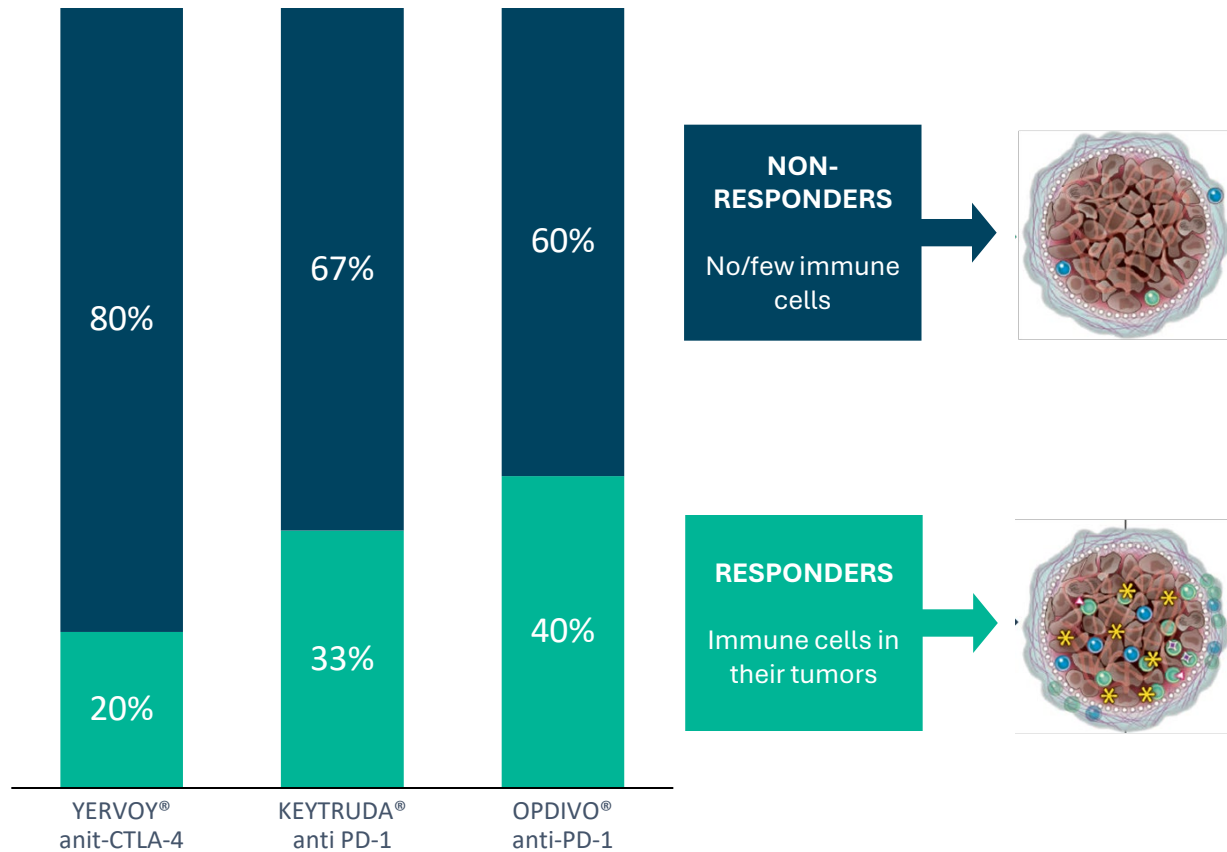 80%
20%
YERVOY®
anit-CTLA-4
67%
33%
KEYTRUDA®
anti PD-1
60%
40%
OPDIVO®
anti-PD-1
NON-
RESPONDERS
No/few immune
cells
RESPONDERS
Immune cells in
their tumors